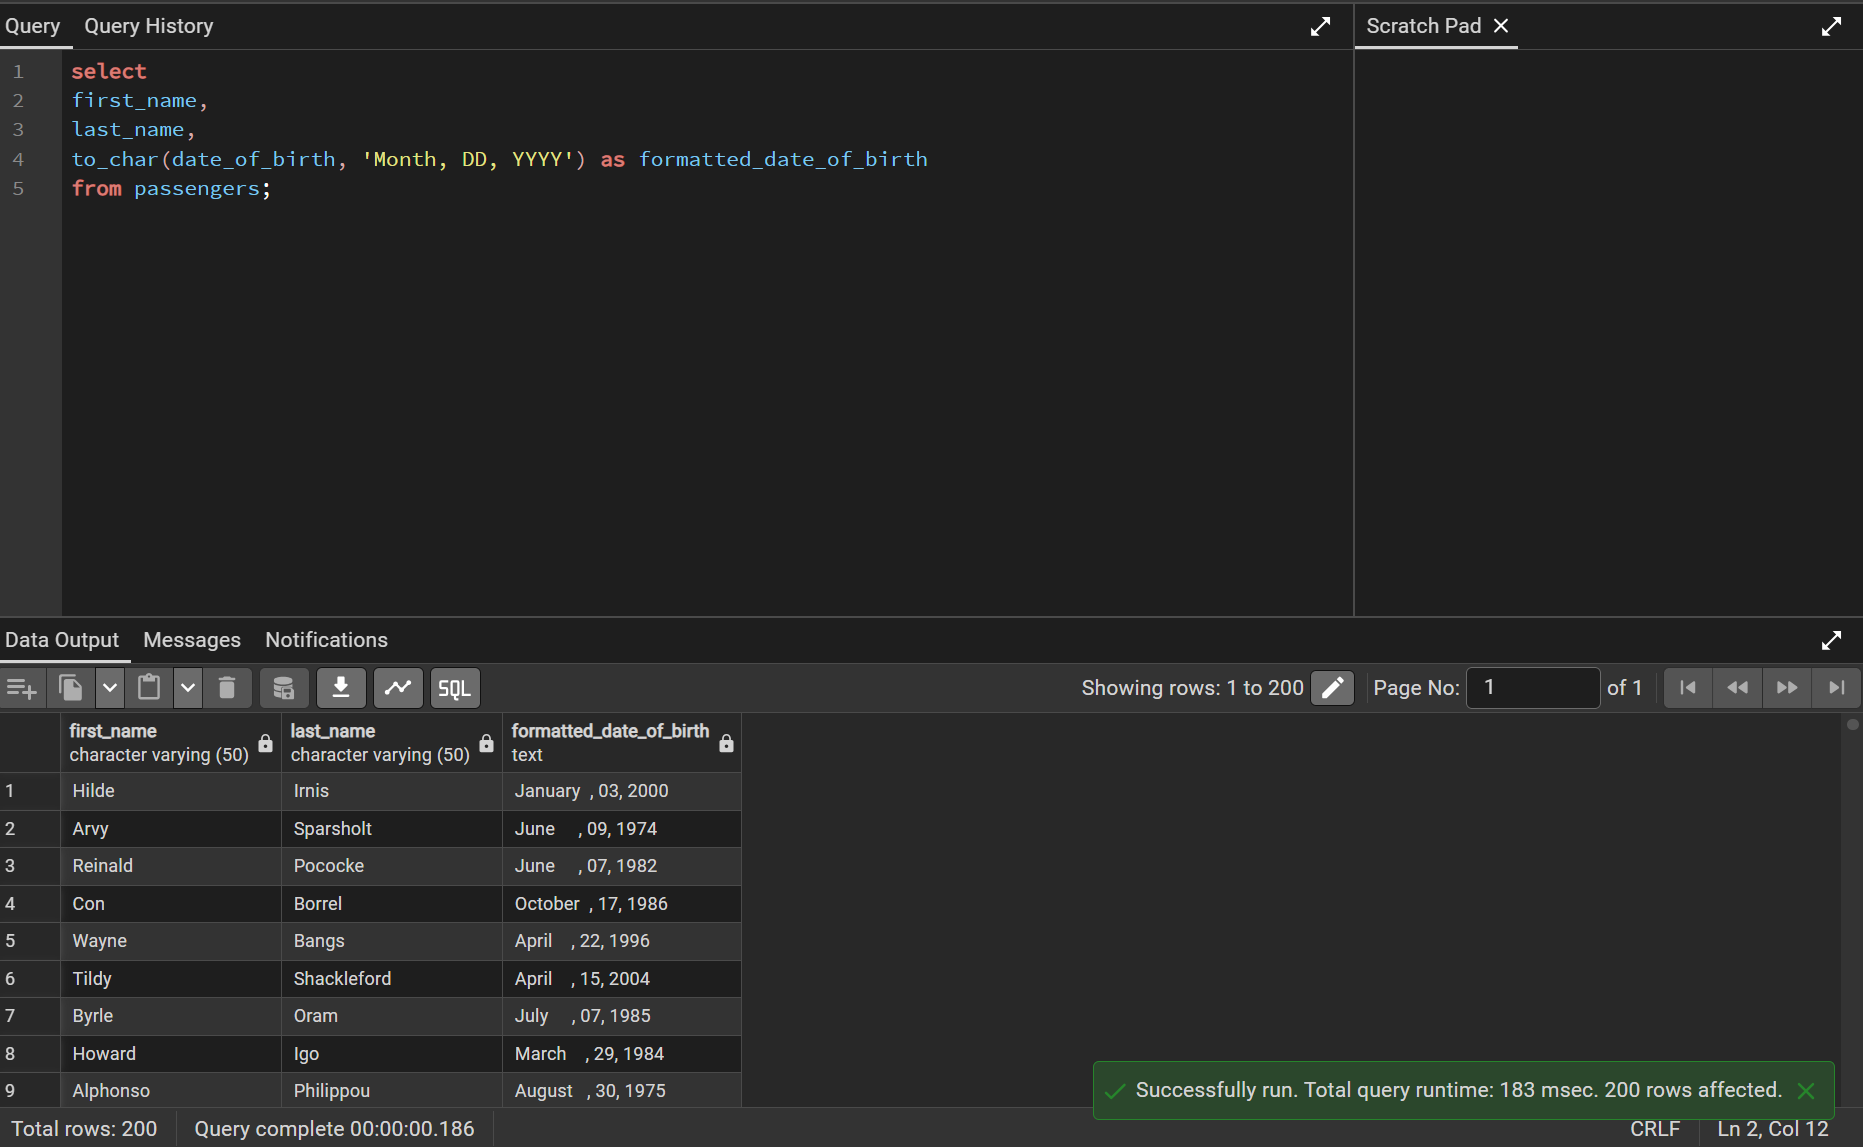 Query Query History
Scratch Pad
1 select
2 first_name,
3 last_name,
4 to_char(date_of_birth, 'Month, DD, YYYY') as formatted_date_of_birth
5 from passengers;
Data Output Messages Notifications
SQL Showing rows: 1 to 200 Page No: 1 of 1
first_name last_name formatted_date_of_birth
character varying (50) character varying (50) text
1 Hilde Irnis January , 03, 2000
2 Arvy Sparsholt June , 09, 1974
3 Reinald Pococke June , 07, 1982
4 Con Borrel October , 17, 1986
5 Wayne Bangs April , 22, 1996
6 Tildy Shackleford April , 15, 2004
7 Byrle Oram July , 07, 1985
8 Howard Igo March , 29, 1984
9 Alphonso Philippou August , 30, 1975
Successfully run. Total query runtime: 183 msec. 200 rows affected.
Total rows: 200 Query complete 00:00:00.186 CRLF Ln 2, Col 12